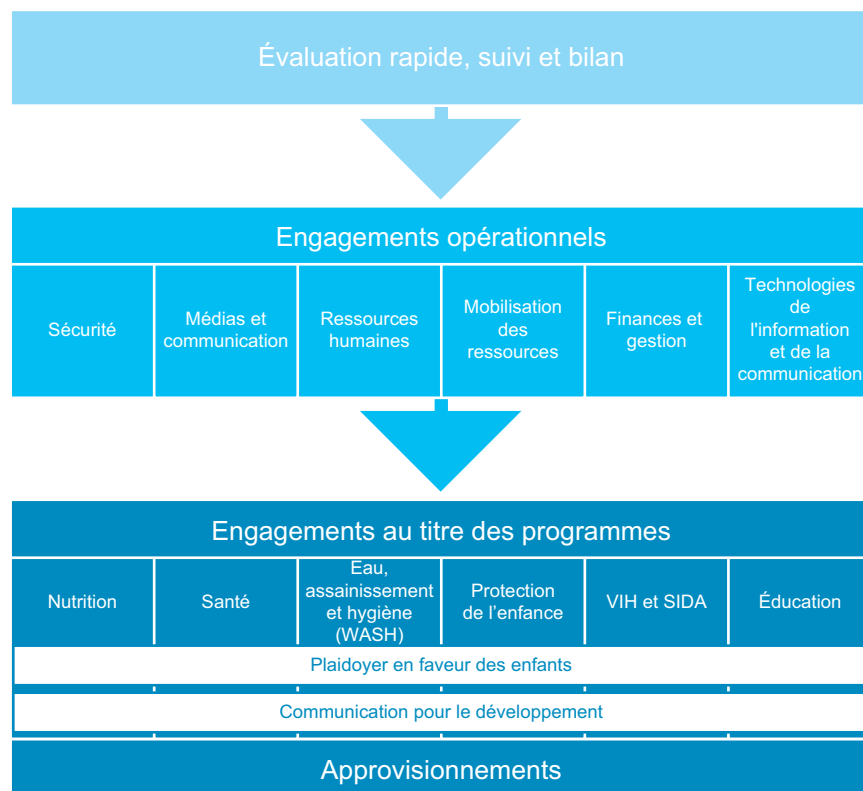 Évaluation rapide, suivi et bilan
Engagements opérationnels
Sécurité
Médias et
communication
Ressources
humaines
Mobilisation
des
ressources
Finances et
gestion
Technologies
de
l'information
et de la
communication
Engagements au titre des programmes
Nutrition
Santé
Eau,
assainissement
et hygiène
(WASH)
Protection
de l’enfance
VIH et SIDA
Éducation
Plaidoyer en faveur des enfants
Communication pour le développement
Approvisionnements